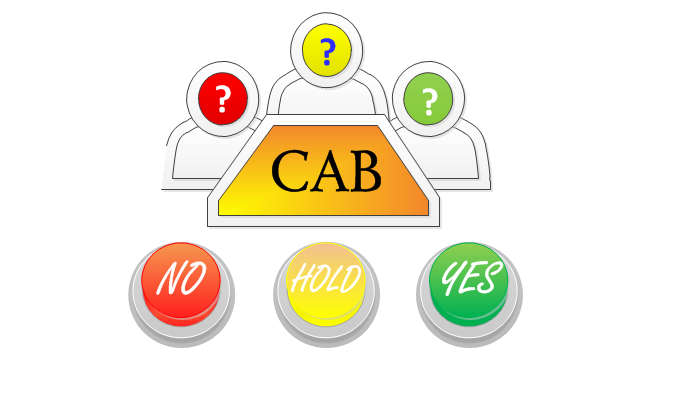 ?
? ?
CAB
NO HOLD YES